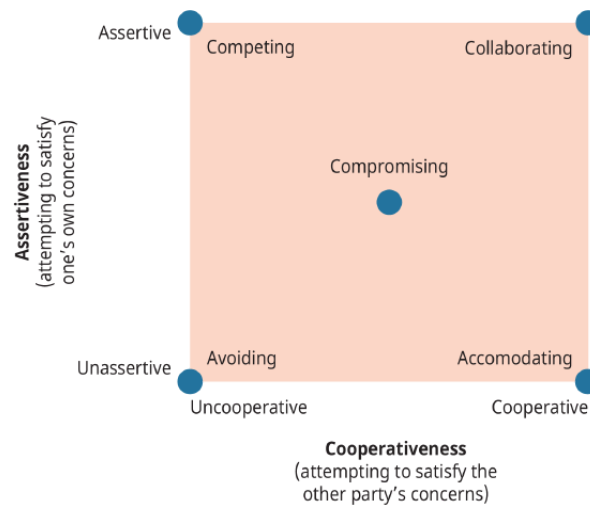 Assertive
Competing
Collaborating
Assertiveness
(attempting to satisfy
one's own concerns)
Compromising
Unassertive
Avoiding
Accomodating
Uncooperative
Cooperative
Cooperativeness
(attempting to satisfy the
other party's concerns)